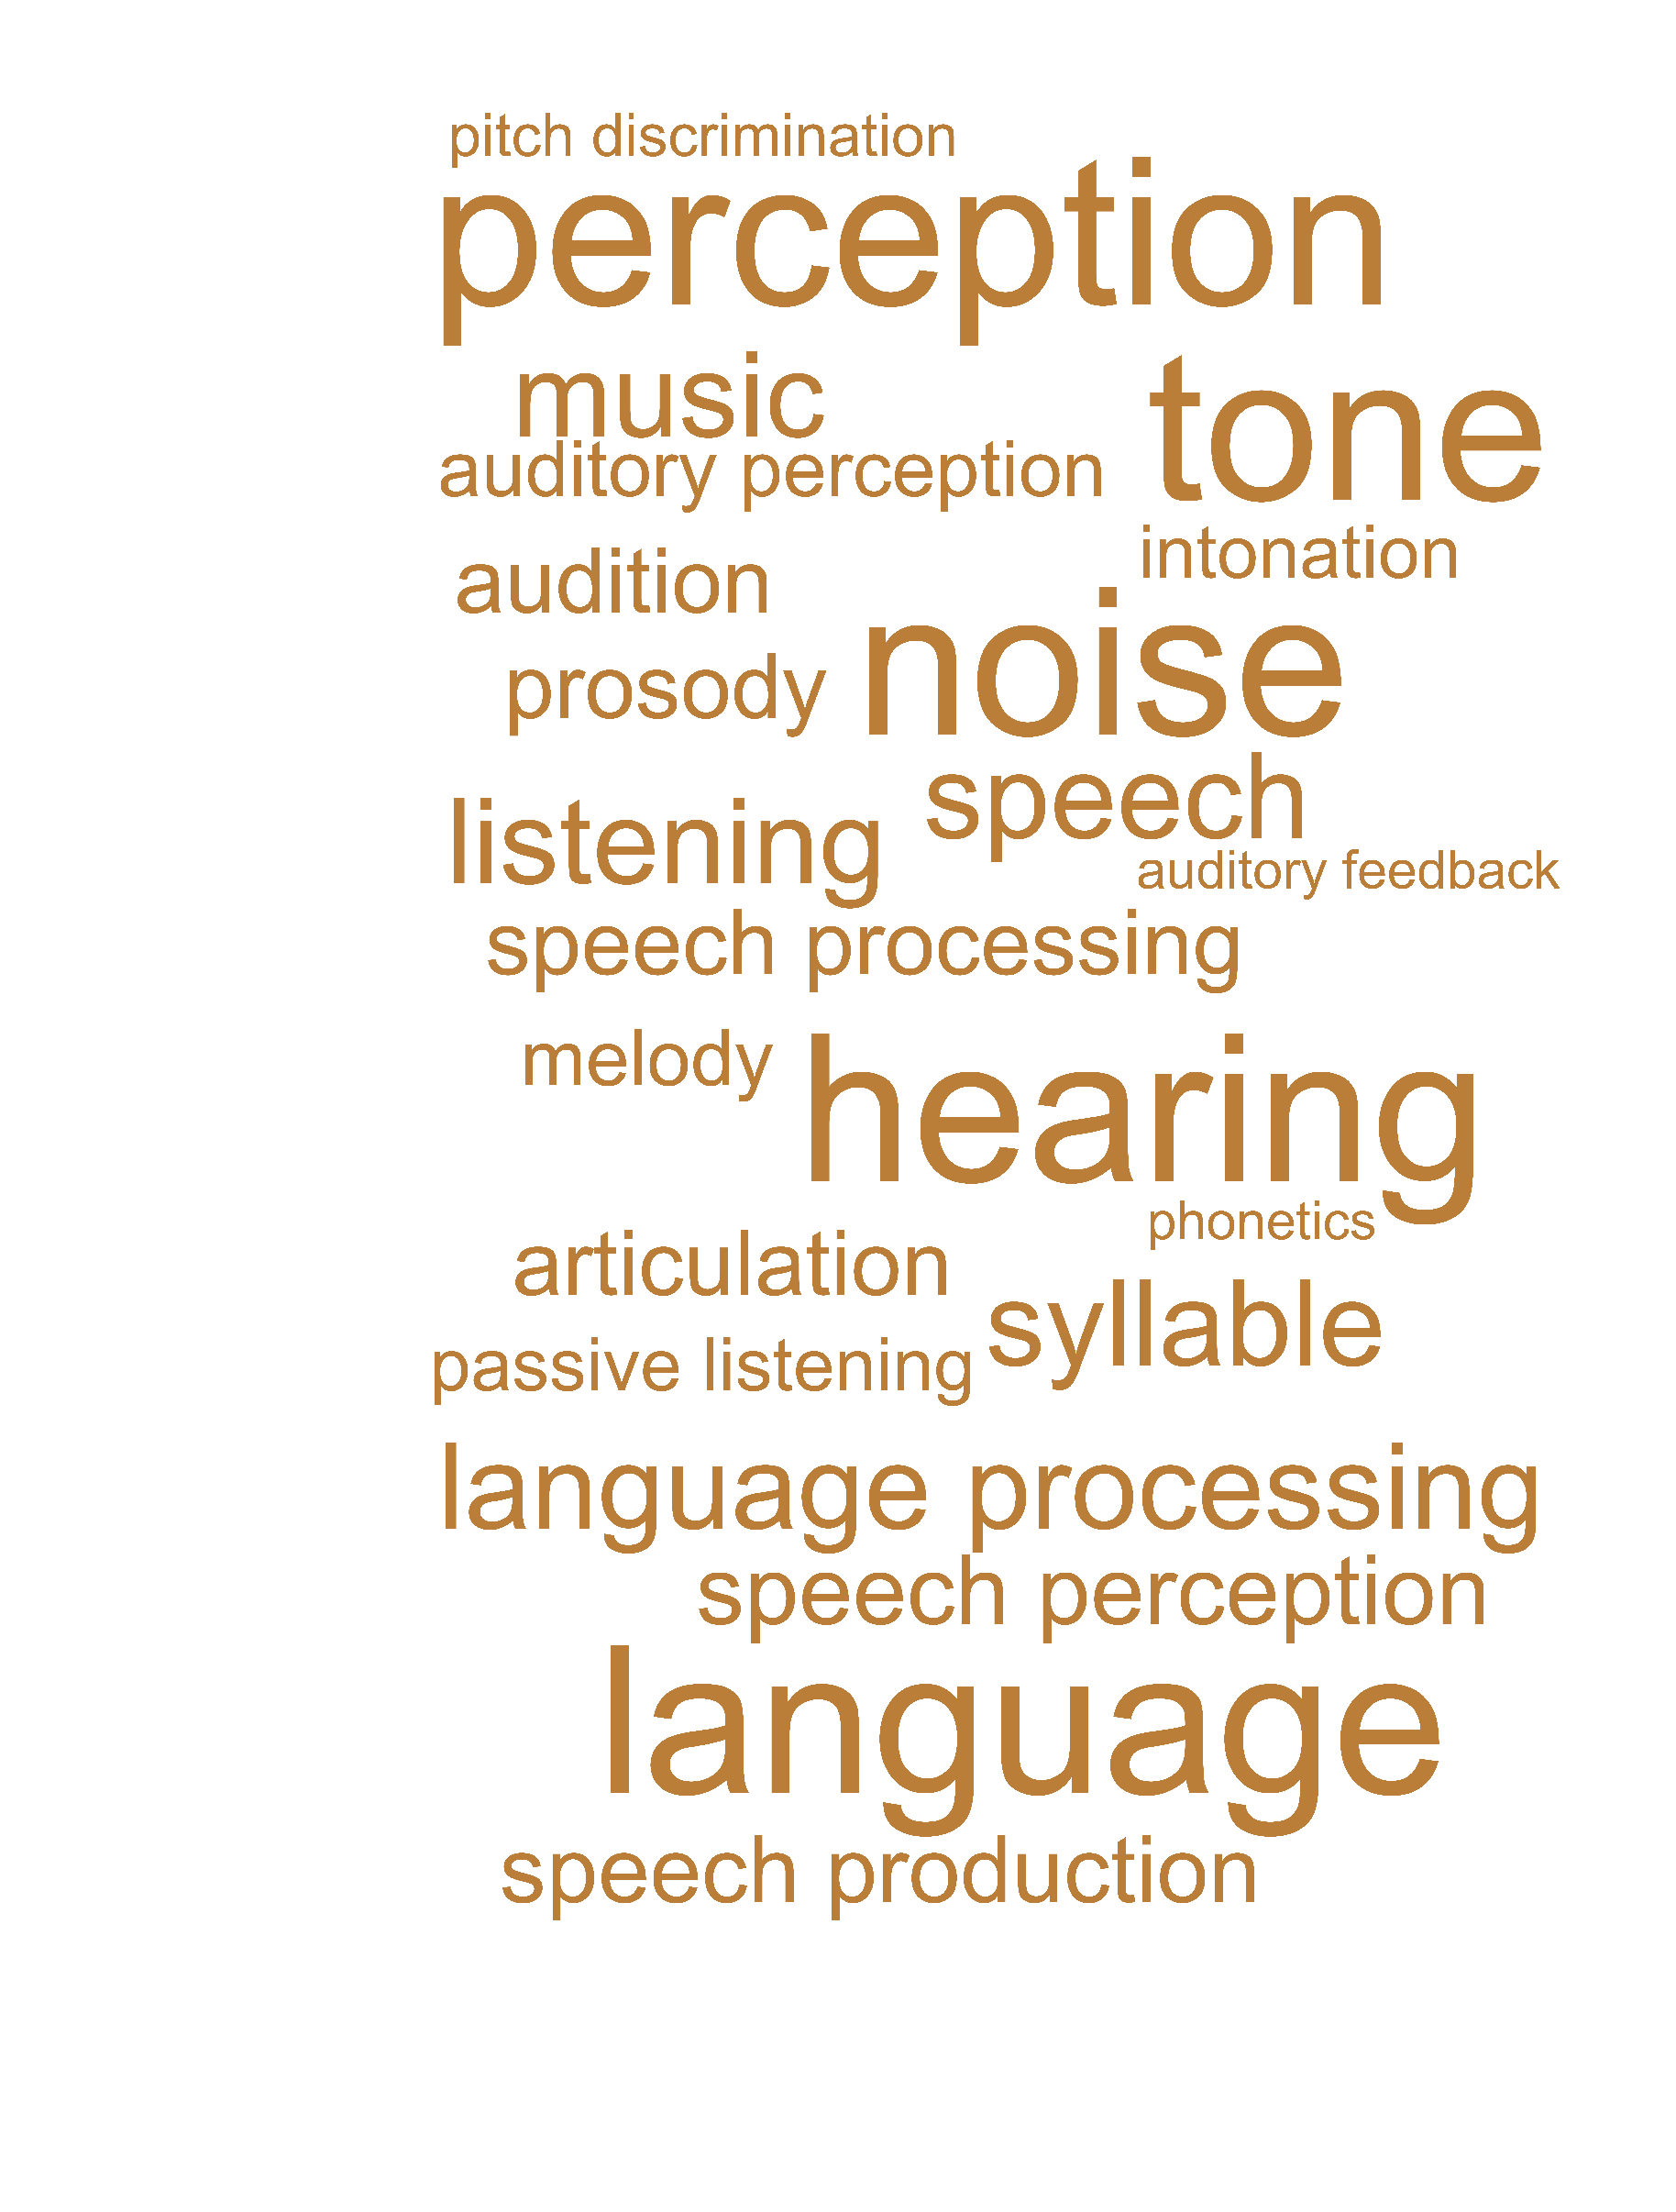 pitch discrimination
perception
music
tone
auditory perception
intonation
audition
noise
prosody
speech
listening
auditory feedback
speech processing
melody
hearing
phonetics
articulation
syllable
passive listening
language processing
speech perception
language
speech production